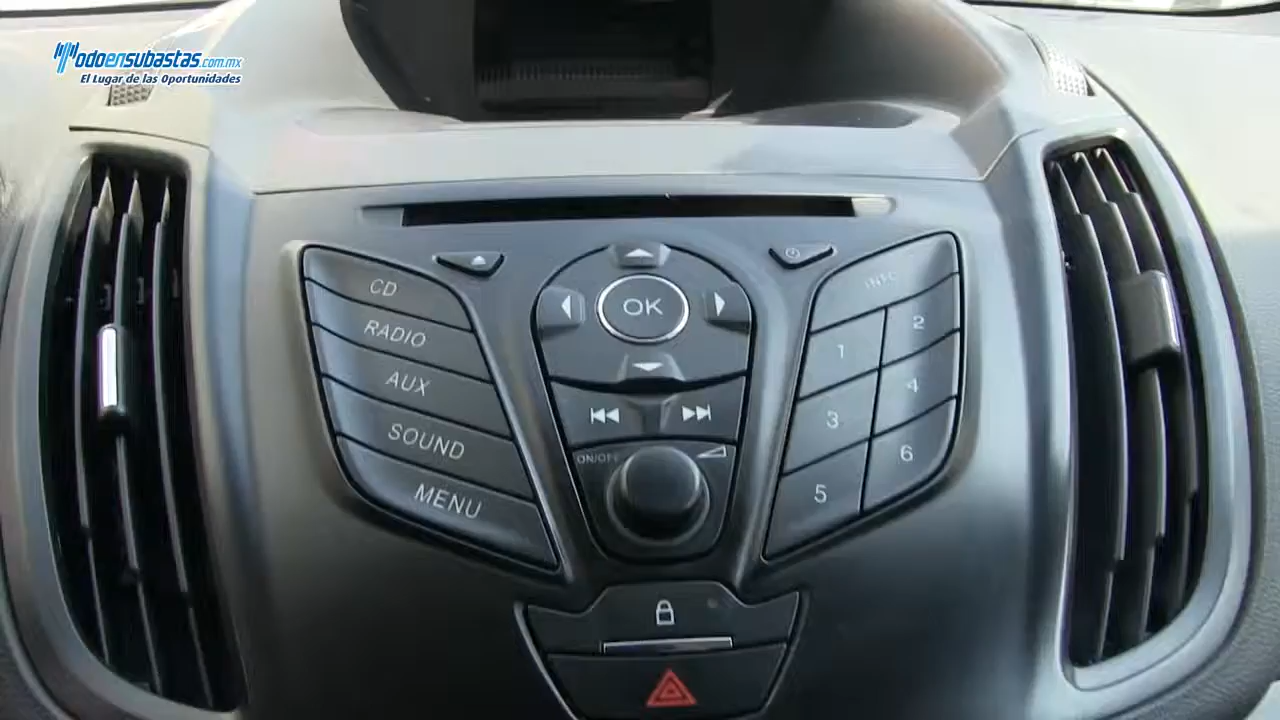 Todoensubastas.com.mx
El Lugar de las Oportunidades
CD
RADIO
AUX
SOUND
MENU
OK
ON/OFF
INFO
1
2
3
4
5
6